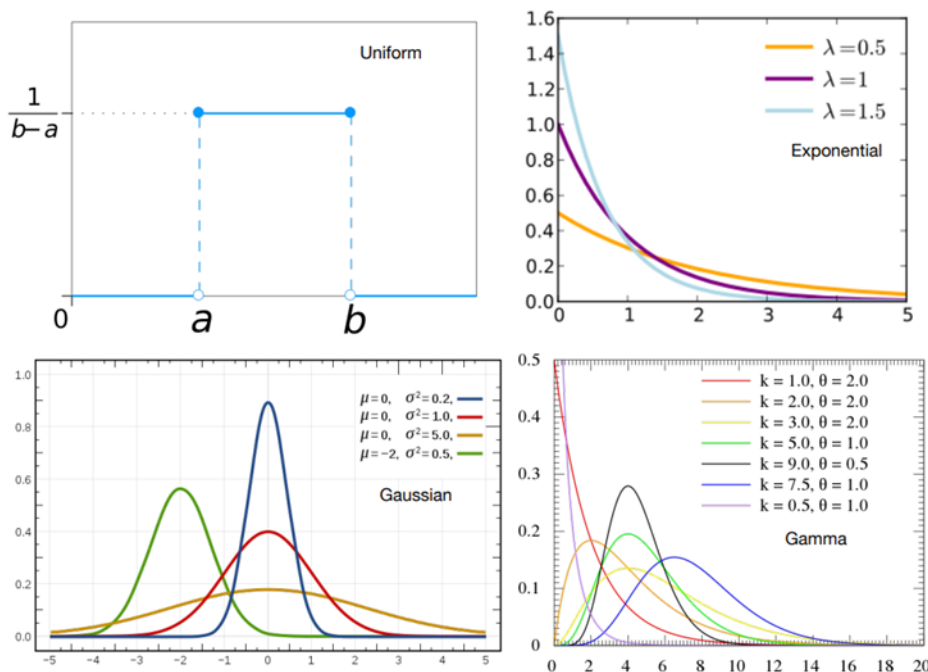 Uniform
1
b−a
0
a
b
1.6
1.4
1.2
1.0
0.8
0.6
0.4
0.2
0.0
0 1 2 3 4 5
λ=0.5
λ=1
λ=1.5
Exponential
1.0
0.8
0.6
0.4
0.2
0.0
−5 −4 −3 −2 −1 0 1 2 3 4 5
μ=0, σ²=0.2,
μ=0, σ²=1.0,
μ=0, σ²=5.0,
μ=−2, σ²=0.5,
Gaussian
0.5
0.4
0.3
0.2
0.1
0
0 2 4 6 8 10 12 14 16 18 20
k = 1.0, θ = 2.0
k = 2.0, θ = 2.0
k = 3.0, θ = 2.0
k = 5.0, θ = 1.0
k = 9.0, θ = 0.5
k = 7.5, θ = 1.0
k = 0.5, θ = 1.0
Gamma